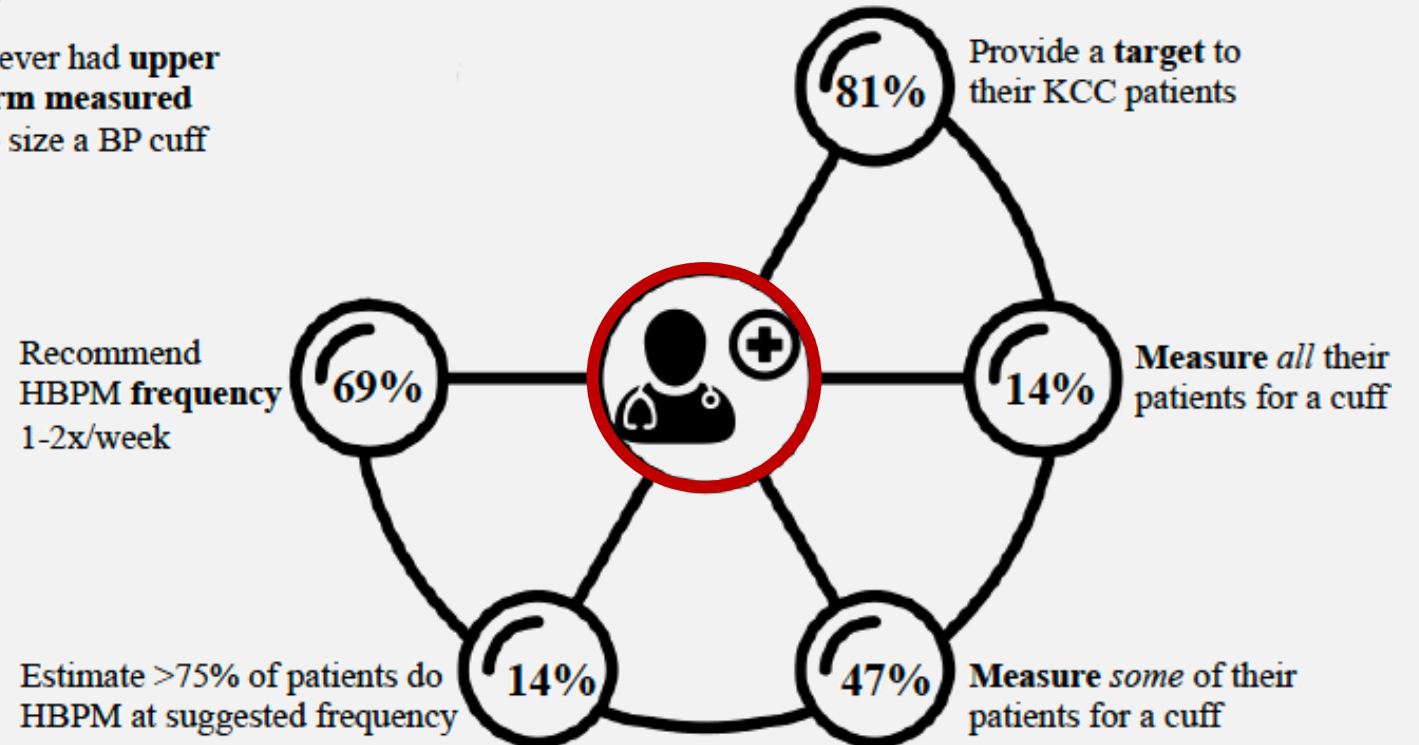 ever had upper
rm measured
size a BP cuff
81%
Provide a target to
their KCC patients
Recommend
HBPM frequency
1-2x/week
69%
14%
Measure all their
patients for a cuff
Estimate >75% of patients do
HBPM at suggested frequency
14%
47%
Measure some of their
patients for a cuff